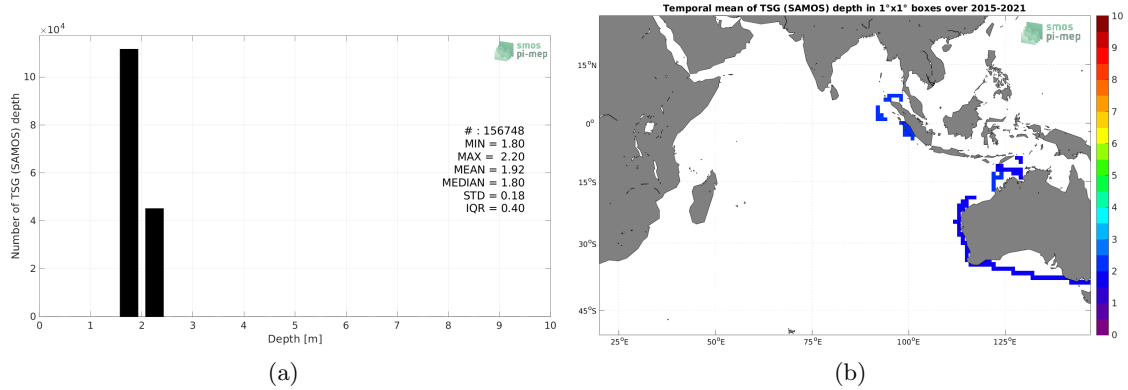 ×10⁴
10
8
6
4
2
0
Number of TSG (SAMOS) depth
smos
pi-mep
# : 156748
MIN = 1.80
MAX = 2.20
MEAN = 1.92
MEDIAN = 1.80
STD = 0.18
IQR = 0.40
0 1 2 3 4 5 6 7 8 9 10
Depth [m]
(a)
Temporal mean of TSG (SAMOS) depth in 1°x1° boxes over 2015-2021
smos
pi-mep
15°N
0°
15°S
30°S
45°S
25°E 50°E 75°E 100°E 125°E
10
9
8
7
6
5
4
3
2
1
0
(b)